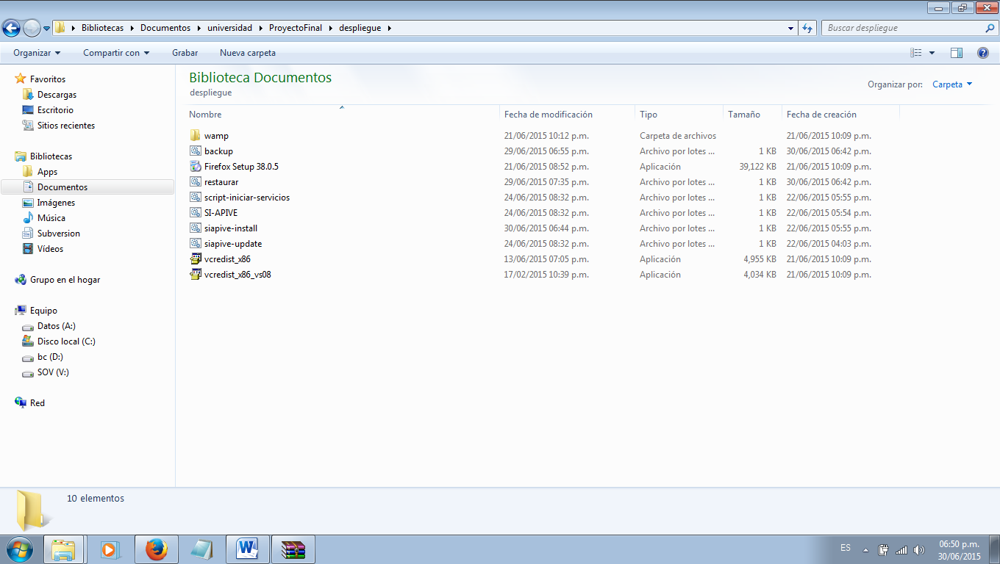 Bibliotecas Documentos universidad ProyectoFinal despliegue
Buscar despliegue
Organizar Compartir con Grabar Nueva carpeta
Favoritos
Descargas
Escritorio
Sitios recientes
Bibliotecas
Apps
Documentos
Imágenes
Música
Subversion
Vídeos
Grupo en el hogar
Equipo
Datos (A:)
Disco local (C:)
bc (D:)
SOV (V:)
Red
Biblioteca Documentos
despliegue
Organizar por: Carpeta
Nombre Fecha de modificación Tipo Tamaño Fecha de creación
wamp 21/06/2015 10:12 p.m. Carpeta de archivos 21/06/2015 10:09 p.m.
backup 29/06/2015 06:55 p.m. Archivo por lotes ... 1 KB 30/06/2015 06:42 p.m.
Firefox Setup 38.0.5 21/06/2015 08:52 p.m. Aplicación 39,122 KB 21/06/2015 10:09 p.m.
restaurar 29/06/2015 07:35 p.m. Archivo por lotes ... 1 KB 30/06/2015 06:42 p.m.
script-iniciar-servicios 24/06/2015 08:32 p.m. Archivo por lotes ... 1 KB 22/06/2015 05:55 p.m.
SI-APIVE 24/06/2015 08:32 p.m. Archivo por lotes ... 1 KB 22/06/2015 05:54 p.m.
siapive-install 30/06/2015 06:44 p.m. Archivo por lotes ... 1 KB 22/06/2015 05:55 p.m.
siapive-update 24/06/2015 08:32 p.m. Archivo por lotes ... 1 KB 22/06/2015 04:03 p.m.
vcredist_x86 13/06/2015 07:05 p.m. Aplicación 4,955 KB 21/06/2015 10:09 p.m.
vcredist_x86_vs08 17/02/2015 10:39 p.m. Aplicación 4,034 KB 21/06/2015 10:09 p.m.
10 elementos
ES
06:50 p.m.
30/06/2015